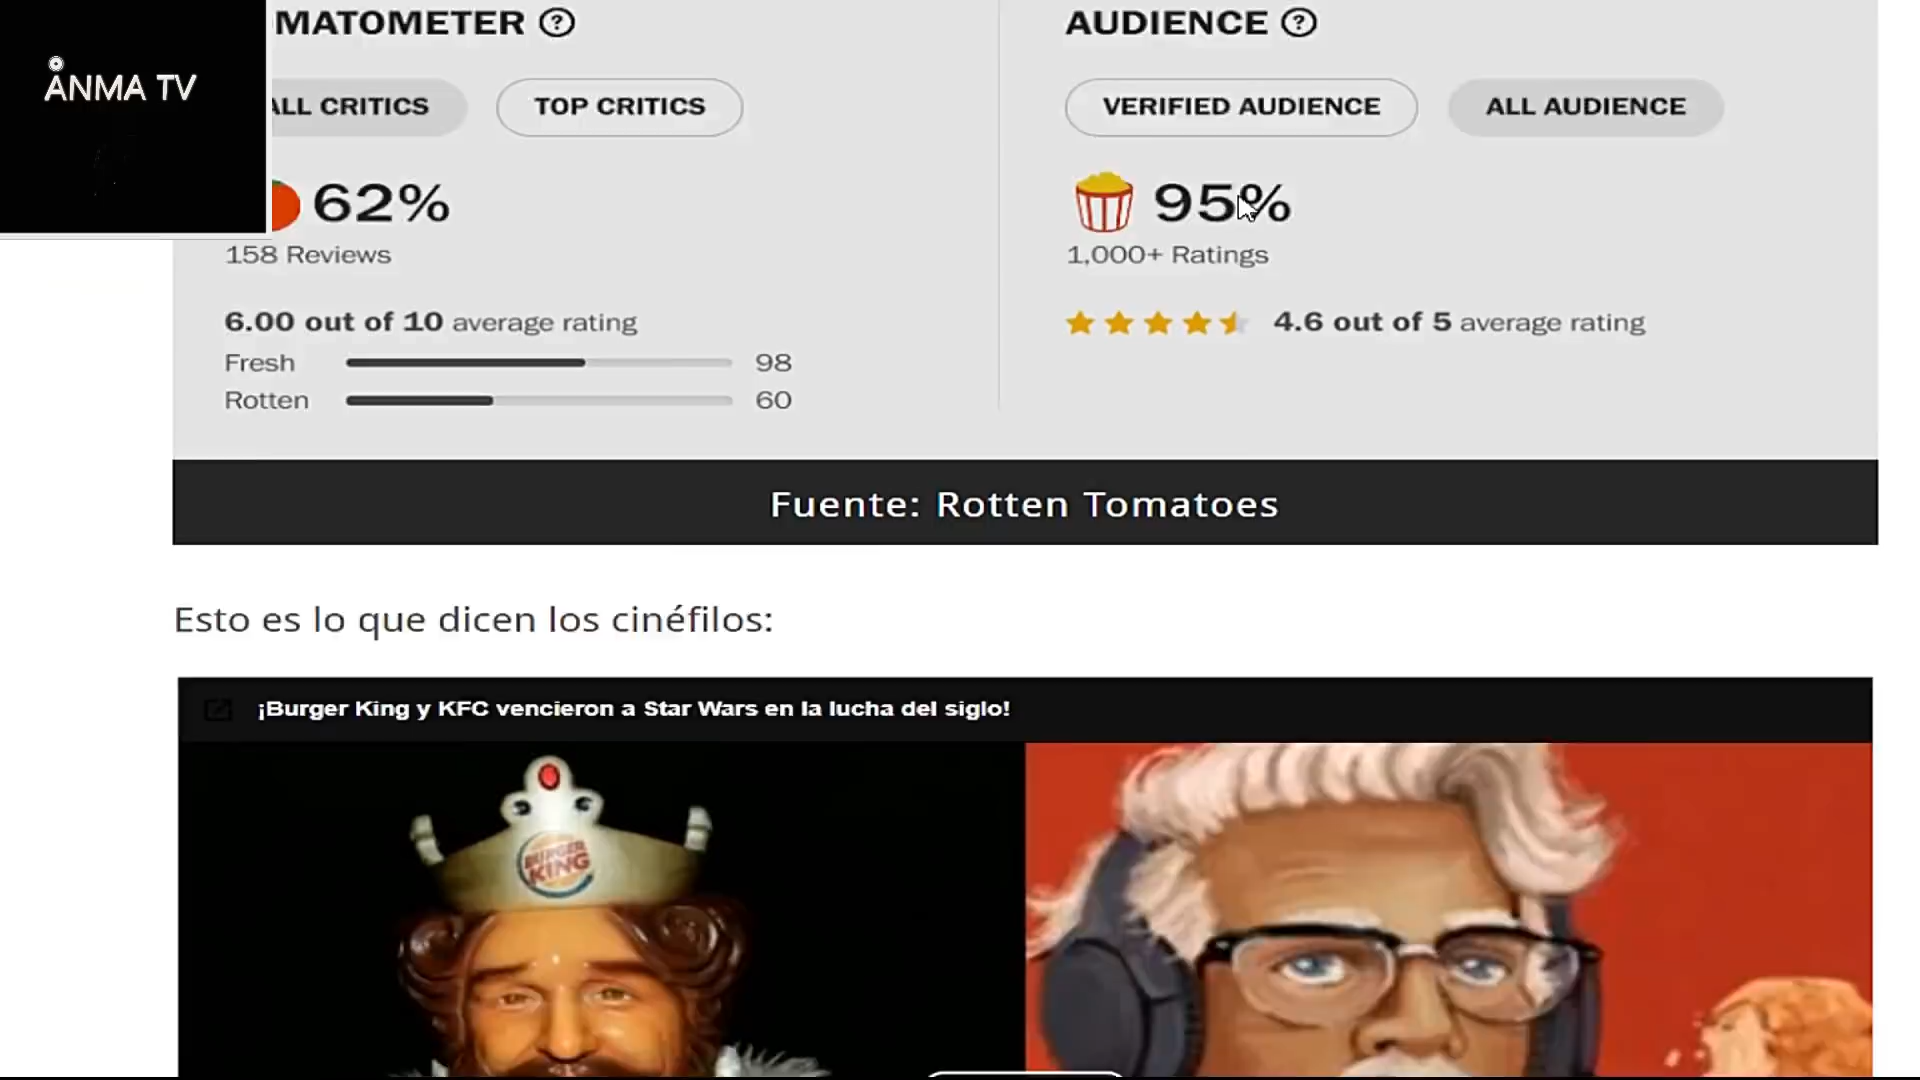 ANMA TV
MATOMETER ?
AUDIENCE ?
ALL CRITICS
TOP CRITICS
VERIFIED AUDIENCE
ALL AUDIENCE
62%
95%
158 Reviews
1,000+ Ratings
6.00 out of 10 average rating
4.6 out of 5 average rating
Fresh 98
Rotten 60
Fuente: Rotten Tomatoes
Esto es lo que dicen los cinéfilos:
¡Burger King y KFC vencieron a Star Wars en la lucha del siglo!
BURGER
KING